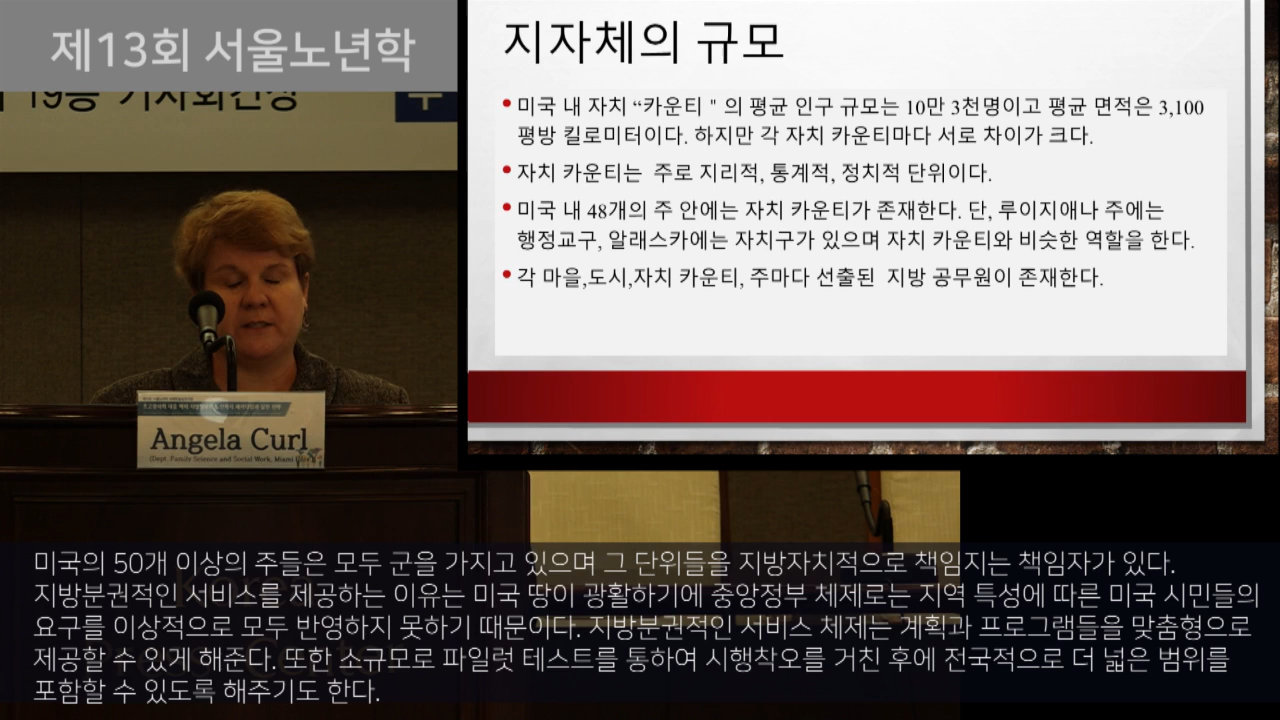 제13회 서울노년학
지자체의 규모
• 미국 내 자치 “카운티 " 의 평균 인구 규모는 10만 3천명이고 평균 면적은 3,100
평방 킬로미터이다. 하지만 각 자치 카운티마다 서로 차이가 크다.
• 자치 카운티는 주로 지리적, 통계적, 정치적 단위이다.
• 미국 내 48개의 주 안에는 자치 카운티가 존재한다. 단, 루이지애나 주에는
행정교구, 알래스카에는 자치구가 있으며 자치 카운티와 비슷한 역할을 한다.
• 각 마을,도시,자치 카운티, 주마다 선출된 지방 공무원이 존재한다.
Angela Curl
(Dept. Family Science and Social Work, Miami
미국의 50개 이상의 주들은 모두 군을 가지고 있으며 그 단위들을 지방자치적으로 책임지는 책임자가 있다.
지방분권적인 서비스를 제공하는 이유는 미국 땅이 광활하기에 중앙정부 체제로는 지역 특성에 따른 미국 시민들의
요구를 이상적으로 모두 반영하지 못하기 때문이다. 지방분권적인 서비스 체제는 계획과 프로그램들을 맞춤형으로
제공할 수 있게 해준다. 또한 소규모로 파일럿 테스트를 통하여 시행착오를 거친 후에 전국적으로 더 넓은 범위를
포함할 수 있도록 해주기도 한다.